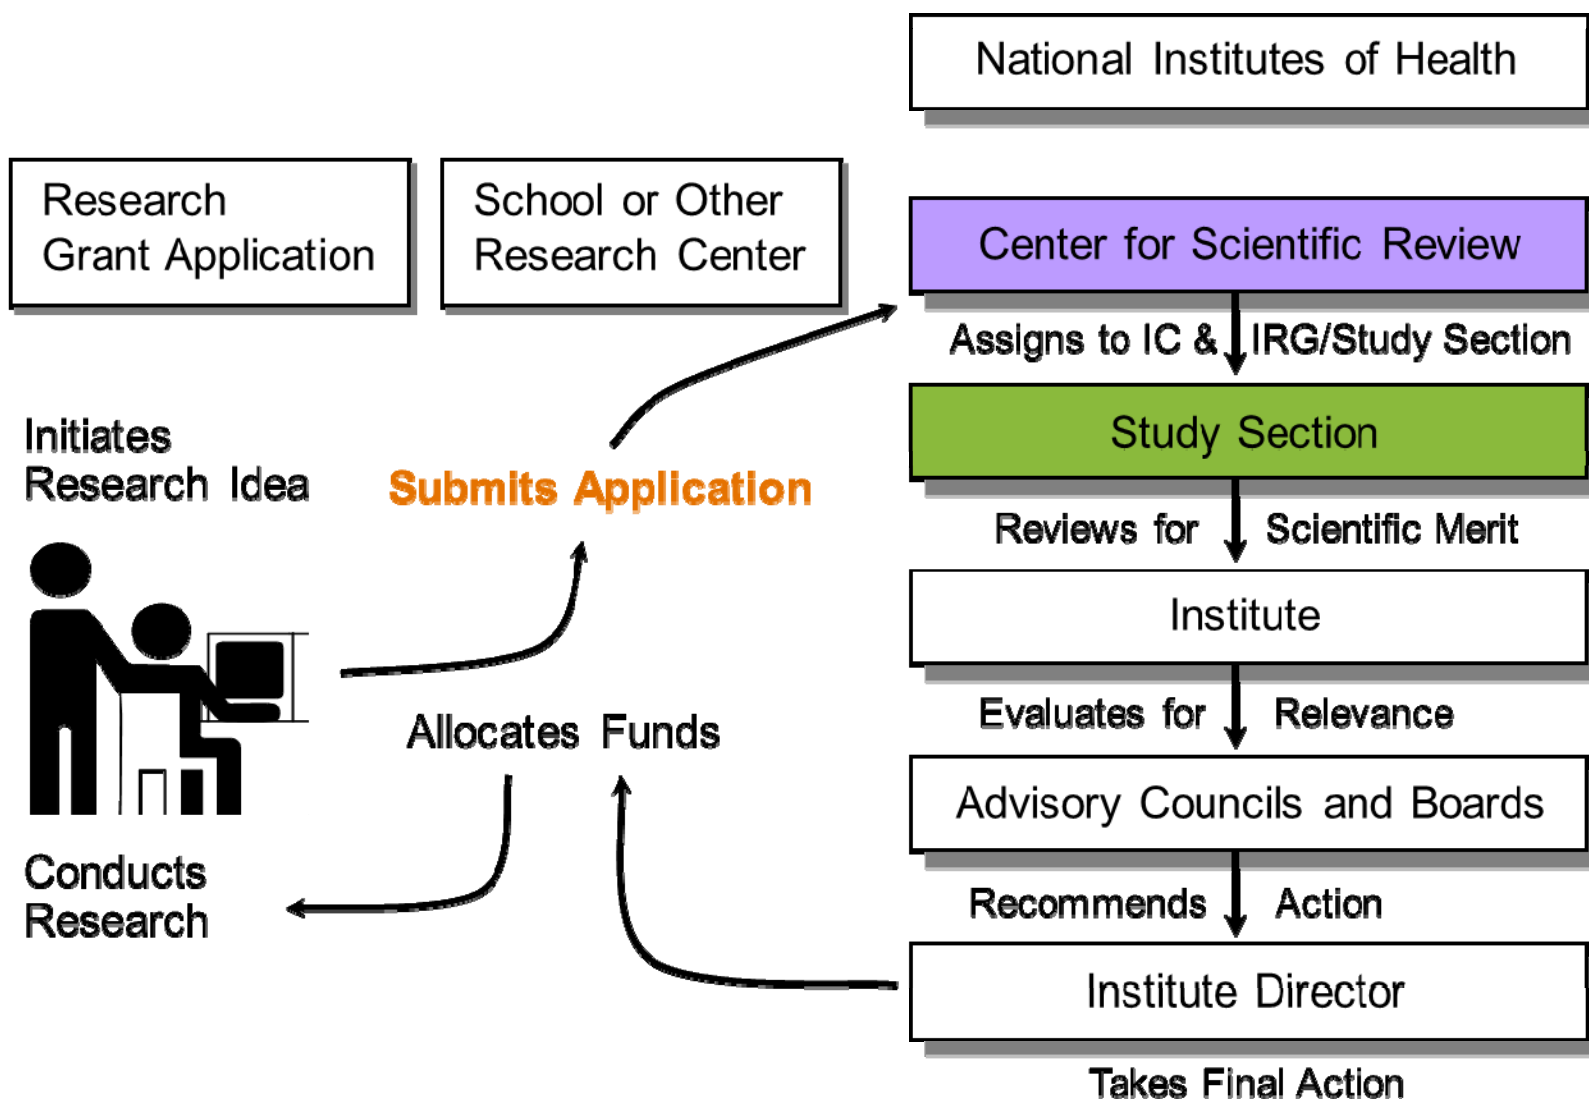 National Institutes of Health
Research
Grant Application
School or Other
Research Center
Center for Scientific Review
Assigns to IC & IRG/Study Section
Study Section
Initiates
Research Idea
Submits Application
Reviews for Scientific Merit
Institute
Evaluates for Relevance
Allocates Funds
Advisory Councils and Boards
Conducts
Research
Recommends Action
Institute Director
Takes Final Action